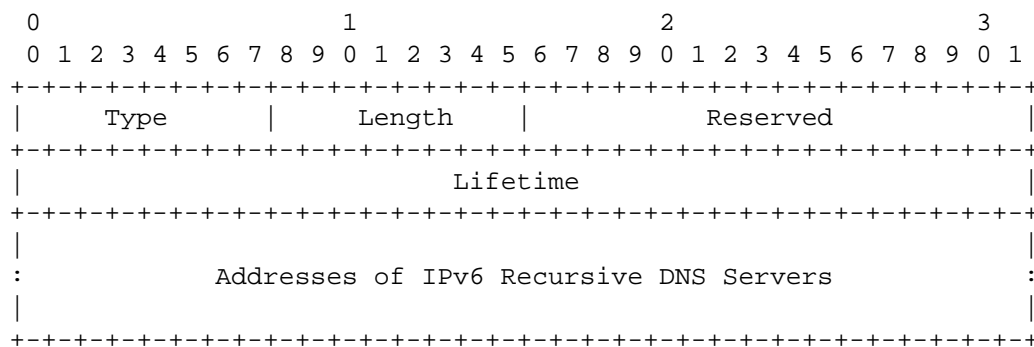 0                   1                   2                   3
 0 1 2 3 4 5 6 7 8 9 0 1 2 3 4 5 6 7 8 9 0 1 2 3 4 5 6 7 8 9 0 1
+-+-+-+-+-+-+-+-+-+-+-+-+-+-+-+-+-+-+-+-+-+-+-+-+-+-+-+-+-+-+-+-+
|     Type      |     Length    |           Reserved            |
+-+-+-+-+-+-+-+-+-+-+-+-+-+-+-+-+-+-+-+-+-+-+-+-+-+-+-+-+-+-+-+-+
|                           Lifetime                            |
+-+-+-+-+-+-+-+-+-+-+-+-+-+-+-+-+-+-+-+-+-+-+-+-+-+-+-+-+-+-+-+-+
|                                                               |
:            Addresses of IPv6 Recursive DNS Servers            :
|                                                               |
+-+-+-+-+-+-+-+-+-+-+-+-+-+-+-+-+-+-+-+-+-+-+-+-+-+-+-+-+-+-+-+-+